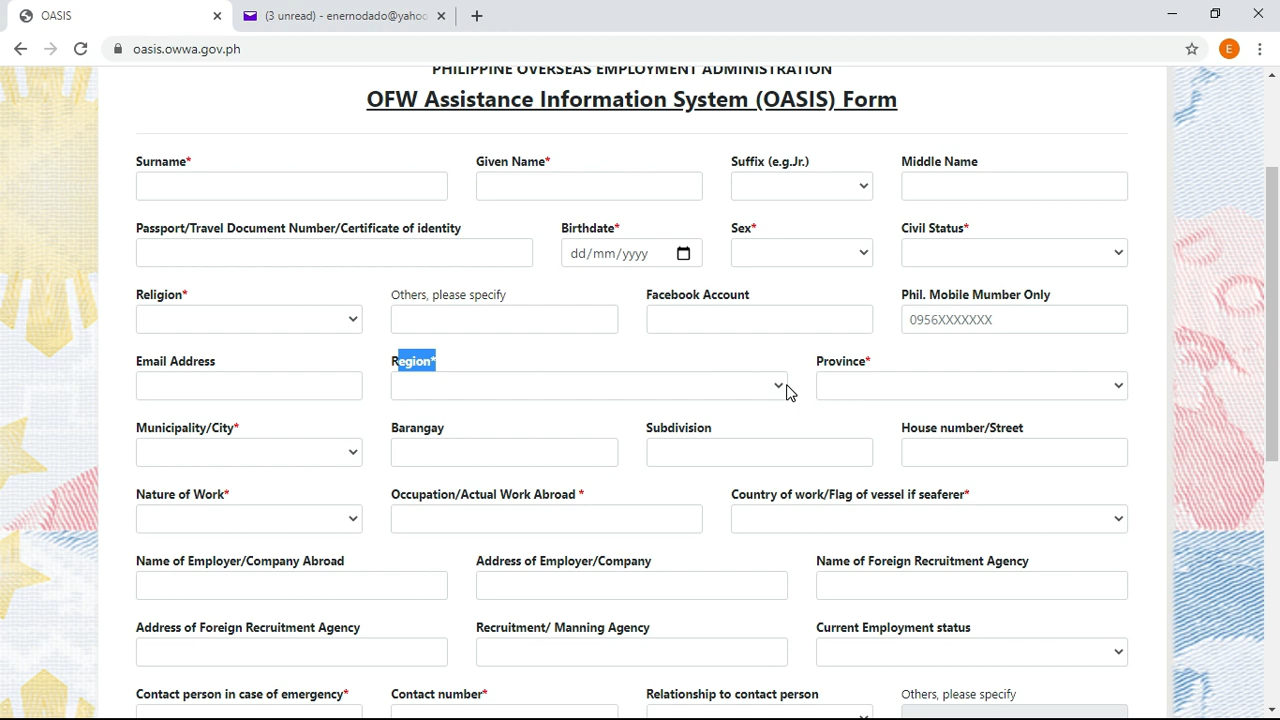 OASIS
(3 unread) - enernodado@yahoo
oasis.owwa.gov.ph
E
PHILIPPINE OVERSEAS EMPLOYMENT ADMINISTRATION
OFW Assistance Information System (OASIS) Form
Surname* Given Name* Suffix (e.g.Jr.) Middle Name
Passport/Travel Document Number/Certificate of identity Birthdate* Sex* Civil Status*
dd/mm/yyyy
Religion* Others, please specify Facebook Account Phil. Mobile Mumber Only
0956XXXXXXX
Email Address Region* Province*
Municipality/City* Barangay Subdivision House number/Street
Nature of Work* Occupation/Actual Work Abroad * Country of work/Flag of vessel if seaferer*
Name of Employer/Company Abroad Address of Employer/Company Name of Foreign Recruitment Agency
Address of Foreign Recruitment Agency Recruitment/ Manning Agency Current Employment status
Contact person in case of emergency* Contact number* Relationship to contact person Others, please specify